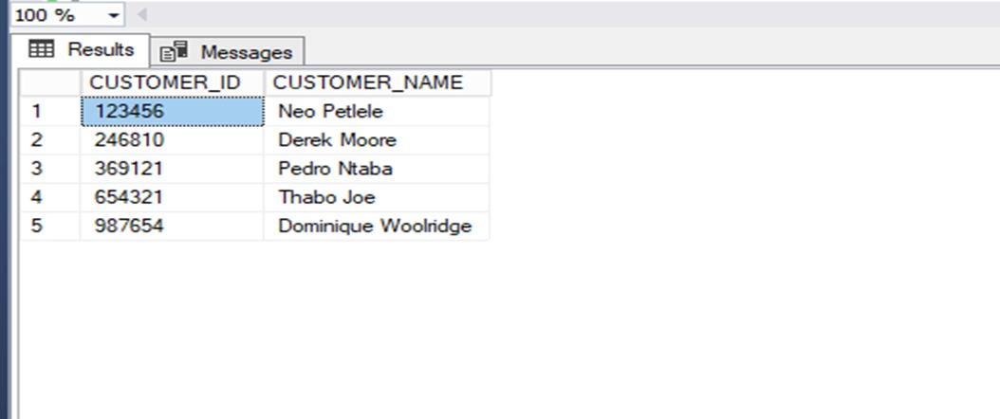 100 %
Results Messages
CUSTOMER_ID CUSTOMER_NAME
1 123456 Neo Petlele
2 246810 Derek Moore
3 369121 Pedro Ntaba
4 654321 Thabo Joe
5 987654 Dominique Woolridge